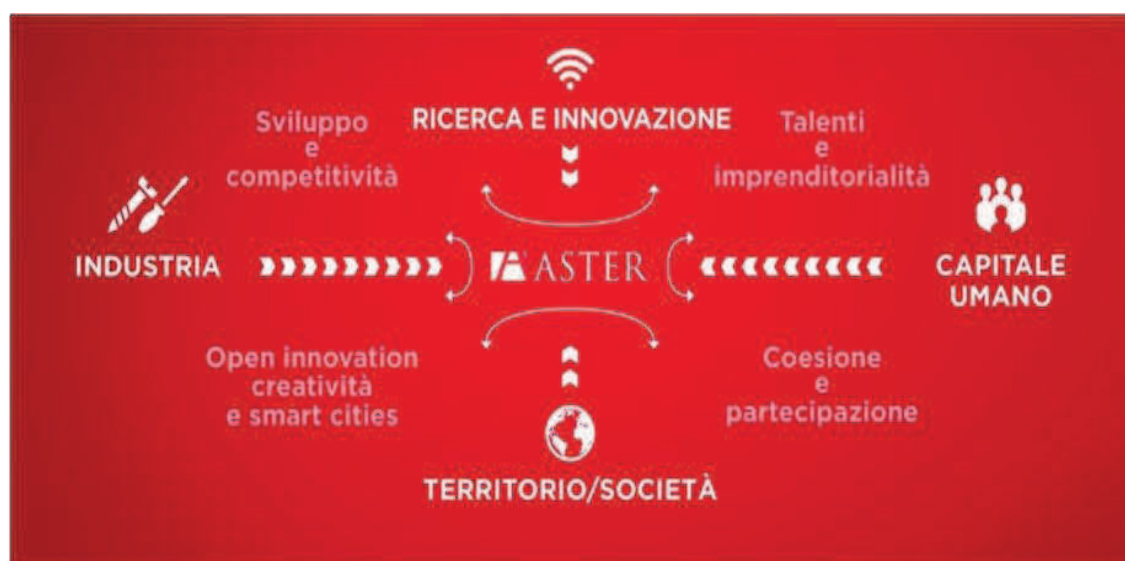 RICERCA E INNOVAZIONE
Sviluppo
e
competitività
Talenti
e
imprenditorialità
INDUSTRIA
ASTER
CAPITALE
UMANO
Open innovation
creatività
e smart cities
Coesione
e
partecipazione
TERRITORIO/SOCIETÀ